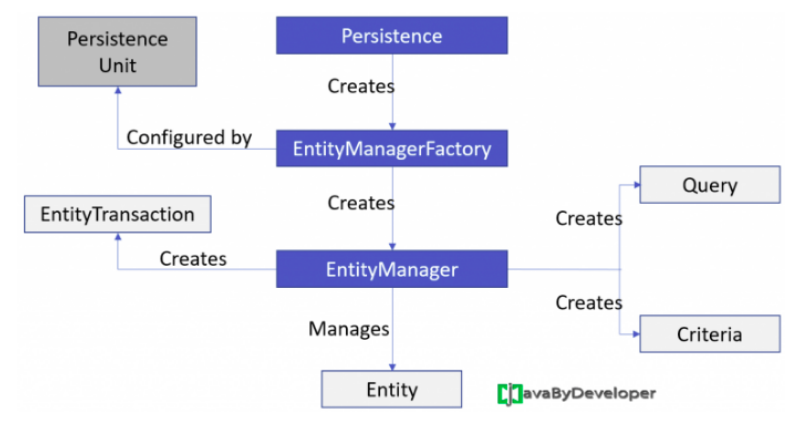 Persistence
Unit
Persistence
Creates
Configured by
EntityManagerFactory
Creates
Query
EntityTransaction
Creates
Creates
EntityManager
Creates
Manages
Criteria
Entity
JavaByDeveloper